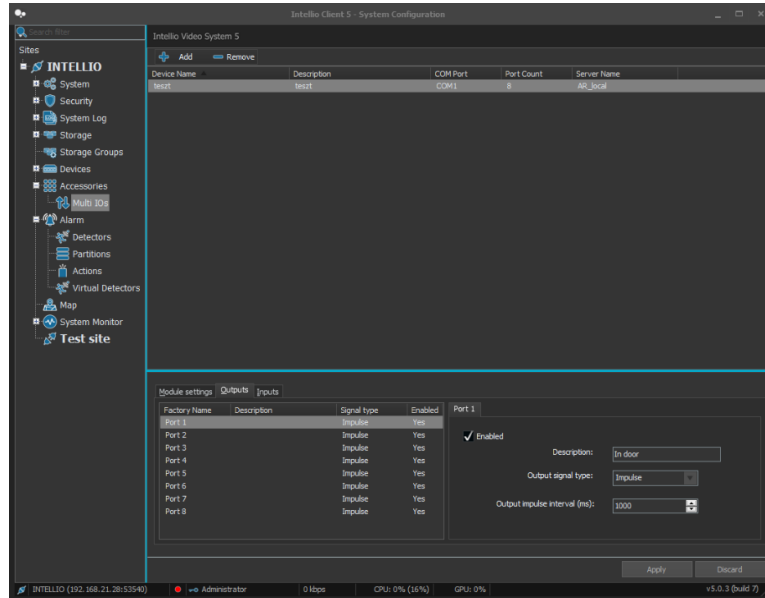 Intellio Client 5 - System Configuration
Search filter
Intellio Video System 5
Sites
Add Remove
INTELLIO
System
Security
System Log
Storage
Storage Groups
Devices
Accessories
Multi IOs
Alarm
Detectors
Partitions
Actions
Virtual Detectors
Map
System Monitor
Test site
Device Name Description COM Port Port Count Server Name
teszt teszt COM1 8 AR_local
Module settings Outputs Inputs
Factory Name Description Signal type Enabled
Port 1 Impulse Yes
Port 2 Impulse Yes
Port 3 Impulse Yes
Port 4 Impulse Yes
Port 5 Impulse Yes
Port 6 Impulse Yes
Port 7 Impulse Yes
Port 8 Impulse Yes
Port 1
Enabled
Description: In door
Output signal type: Impulse
Output impulse interval (ms): 1000
Apply Discard
INTELLIO (192.168.21.28:53540) Administrator 0 kbps CPU: 0% (16%) GPU: 0% v5.0.3 (build 7)